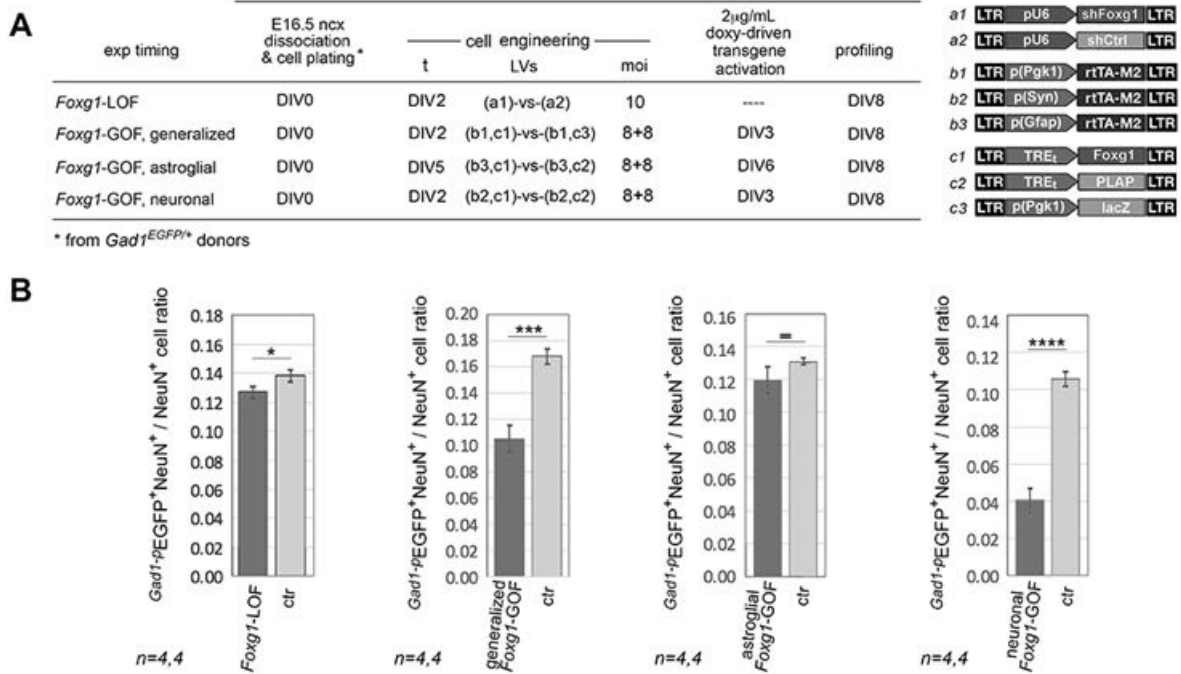 A
exp timing
E16.5 ncx
dissociation
& cell plating*
cell engineering
t LVs moi
2µg/mL
doxy-driven
transgene
activation
profiling
Foxg1-LOF DIV0 DIV2 (a1)-vs-(a2) 10 ---- DIV8
Foxg1-GOF, generalized DIV0 DIV2 (b1,c1)-vs-(b1,c3) 8+8 DIV3 DIV8
Foxg1-GOF, astroglial DIV0 DIV5 (b3,c1)-vs-(b3,c2) 8+8 DIV6 DIV8
Foxg1-GOF, neuronal DIV0 DIV2 (b2,c1)-vs-(b2,c2) 8+8 DIV3 DIV8
* from Gad1EGFP/+ donors
a1 LTR pU6 shFoxg1 LTR
a2 LTR pU6 shCtrl LTR
b1 LTR p(Pgk1) rtTA-M2 LTR
b2 LTR p(Syn) rtTA-M2 LTR
b3 LTR p(Gfap) rtTA-M2 LTR
c1 LTR TREt Foxg1 LTR
c2 LTR TREt PLAP LTR
c3 LTR p(Pgk1) lacZ LTR
B
Gad1-pEGFP+NeuN+ / NeuN+ cell ratio
0.18
0.16
0.14
0.12
0.10
0.08
0.06
0.04
0.02
0.00
*
Foxg1-LOF
ctr
n=4,4
Gad1-pEGFP+NeuN+ / NeuN+ cell ratio
0.20
0.18
0.16
0.14
0.12
0.10
0.08
0.06
0.04
0.02
0.00
***
generalized
Foxg1-GOF
ctr
n=4,4
Gad1-pEGFP+NeuN+ / NeuN+ cell ratio
0.16
0.14
0.12
0.10
0.08
0.06
0.04
0.02
0.00
=
astroglial
Foxg1-GOF
ctr
n=4,4
Gad1-pEGFP+NeuN+ / NeuN+ cell ratio
0.14
0.12
0.10
0.08
0.06
0.04
0.02
0.00
****
neuronal
Foxg1-GOF
ctr
n=4,4